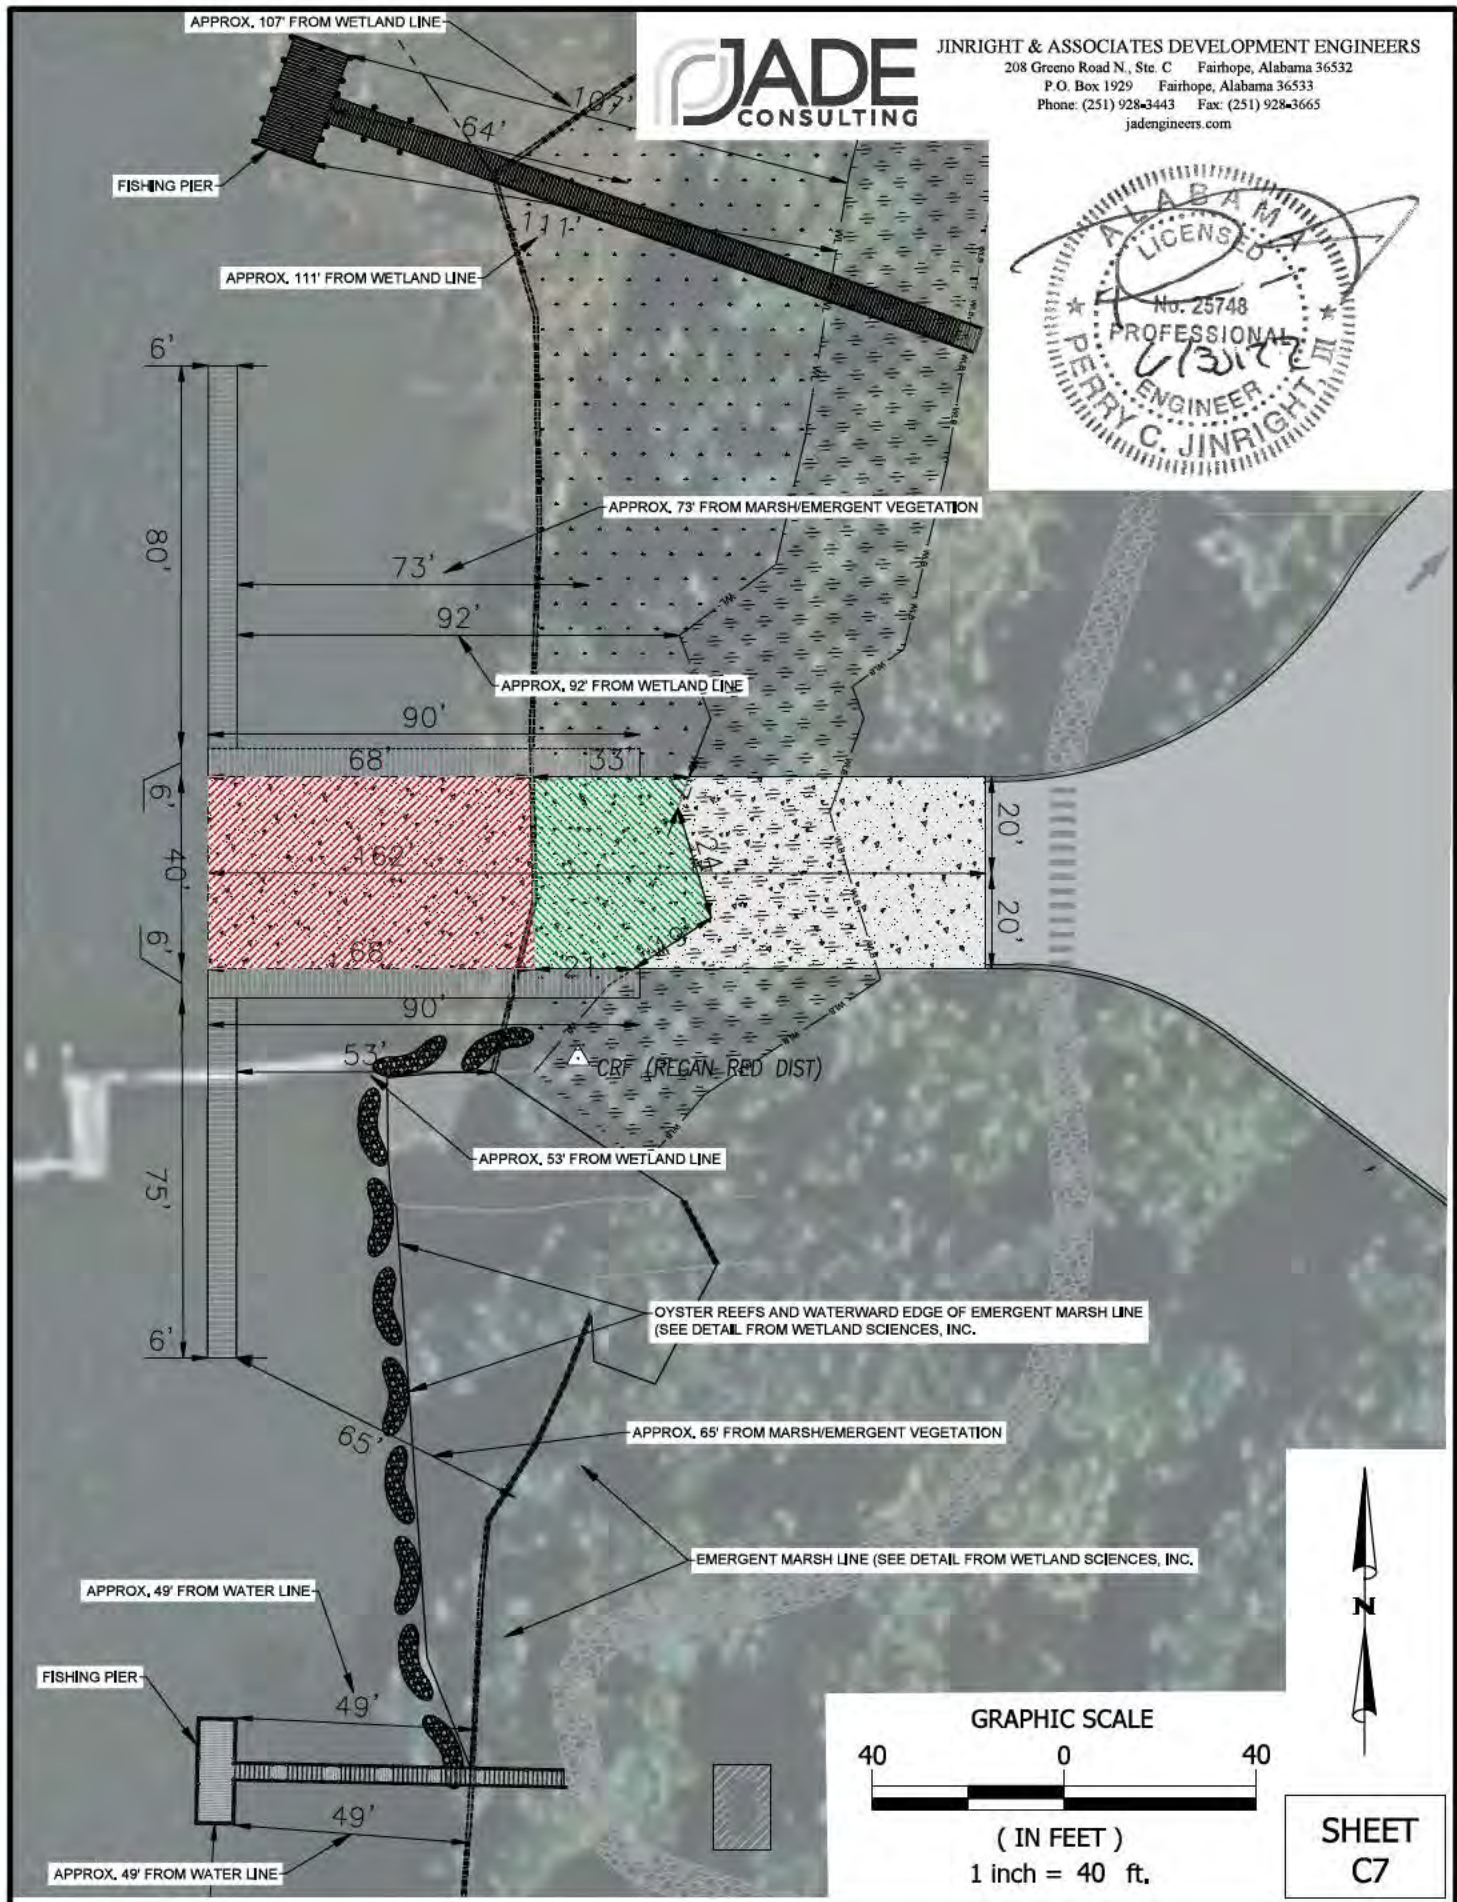 APPROX. 107' FROM WETLAND LINE
JADE
CONSULTING
JINRIGHT & ASSOCIATES DEVELOPMENT ENGINEERS
208 Greeno Road N., Ste. C Fairhope, Alabama 36532
P.O. Box 1929 Fairhope, Alabama 36533
Phone: (251) 928-3443 Fax: (251) 928-3665
jadengineers.com
107'
64'
FISHING PIER
111'
APPROX. 111' FROM WETLAND LINE
ALABAMA
LICENSED
No. 25748
PROFESSIONAL
ENGINEER
PERRY C. JINRIGHT III
6'
80'
APPROX. 73' FROM MARSH/EMERGENT VEGETATION
73'
92'
APPROX. 92' FROM WETLAND LINE
90'
68'
33'
6'
20'
24'
162'
40'
20'
6'
21'
90'
53'
CRF (REGAN RED DIST)
APPROX. 53' FROM WETLAND LINE
75'
OYSTER REEFS AND WATERWARD EDGE OF EMERGENT MARSH LINE
(SEE DETAIL FROM WETLAND SCIENCES, INC.
6'
65'
APPROX. 65' FROM MARSH/EMERGENT VEGETATION
EMERGENT MARSH LINE (SEE DETAIL FROM WETLAND SCIENCES, INC.
APPROX. 49' FROM WATER LINE
N
FISHING PIER
49'
49'
APPROX. 49' FROM WATER LINE
GRAPHIC SCALE
40 0 40
( IN FEET )
1 inch = 40 ft.
SHEET
C7